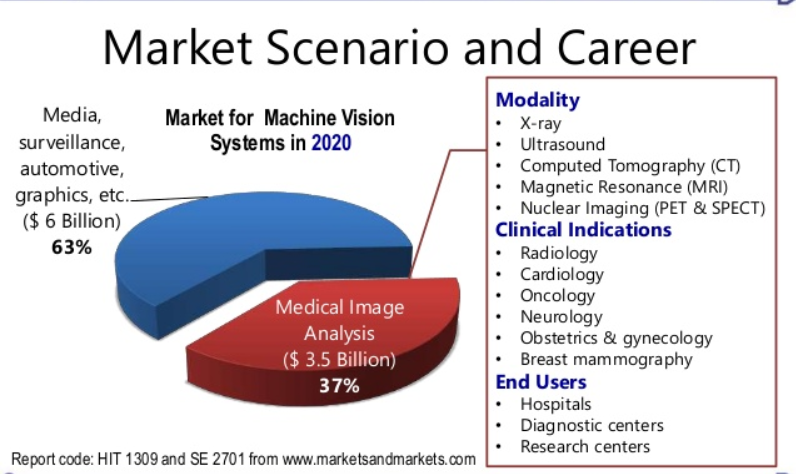 Market Scenario and Career
Media,
surveillance,
automotive,
graphics, etc.
($ 6 Billion)
63%
Market for Machine Vision
Systems in 2020
Medical Image
Analysis
($ 3.5 Billion)
37%
Modality
• X-ray
• Ultrasound
• Computed Tomography (CT)
• Magnetic Resonance (MRI)
• Nuclear Imaging (PET & SPECT)
Clinical Indications
• Radiology
• Cardiology
• Oncology
• Neurology
• Obstetrics & gynecology
• Breast mammography
End Users
• Hospitals
• Diagnostic centers
• Research centers
Report code: HIT 1309 and SE 2701 from www.marketsandmarkets.com